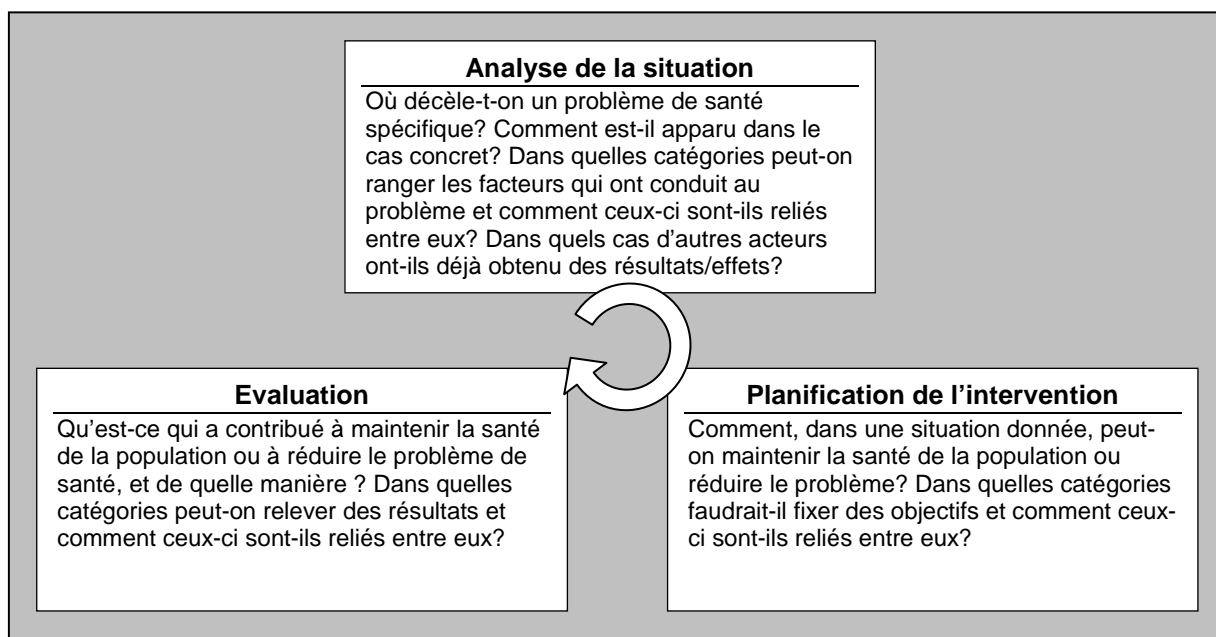 Analyse de la situation
Où décèle-t-on un problème de santé
spécifique? Comment est-il apparu dans le
cas concret? Dans quelles catégories peut-on
ranger les facteurs qui ont conduit au
problème et comment ceux-ci sont-ils reliés
entre eux? Dans quels cas d'autres acteurs
ont-ils déjà obtenu des résultats/effets?
Evaluation
Qu'est-ce qui a contribué à maintenir la santé
de la population ou à réduire le problème de
santé, et de quelle manière ? Dans quelles
catégories peut-on relever des résultats et
comment ceux-ci sont-ils reliés entre eux?
Planification de l'intervention
Comment, dans une situation donnée, peut-
on maintenir la santé de la population ou
réduire le problème? Dans quelles catégories
faudrait-il fixer des objectifs et comment ceux-
ci sont-ils reliés entre eux?